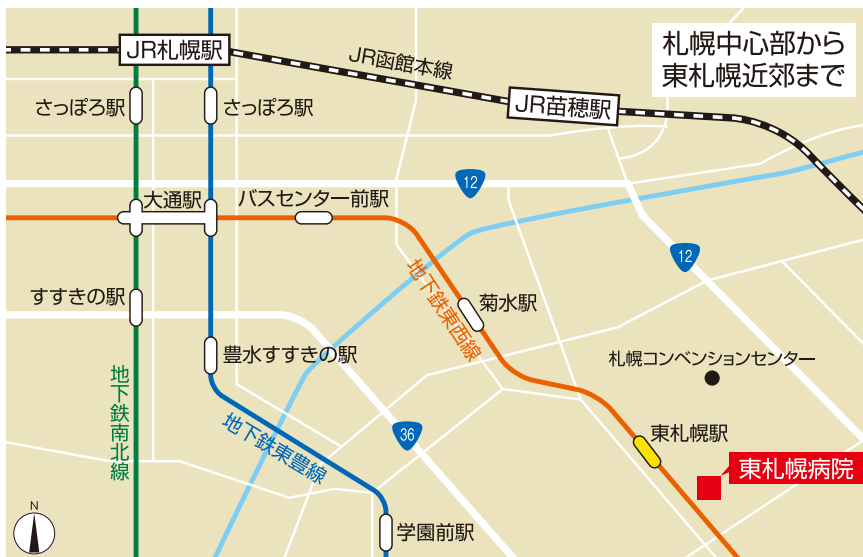 札幌中心部から
東札幌近郊まで
JR札幌駅
JR函館本線
JR苗穂駅
さっぽろ駅
さっぽろ駅
大通駅
バスセンター前駅
12
12
すすきの駅
豊水すすきの駅
菊水駅
地下鉄東西線
札幌コンベンションセンター
地下鉄南北線
地下鉄東豊線
36
東札幌駅
東札幌病院
学園前駅
N